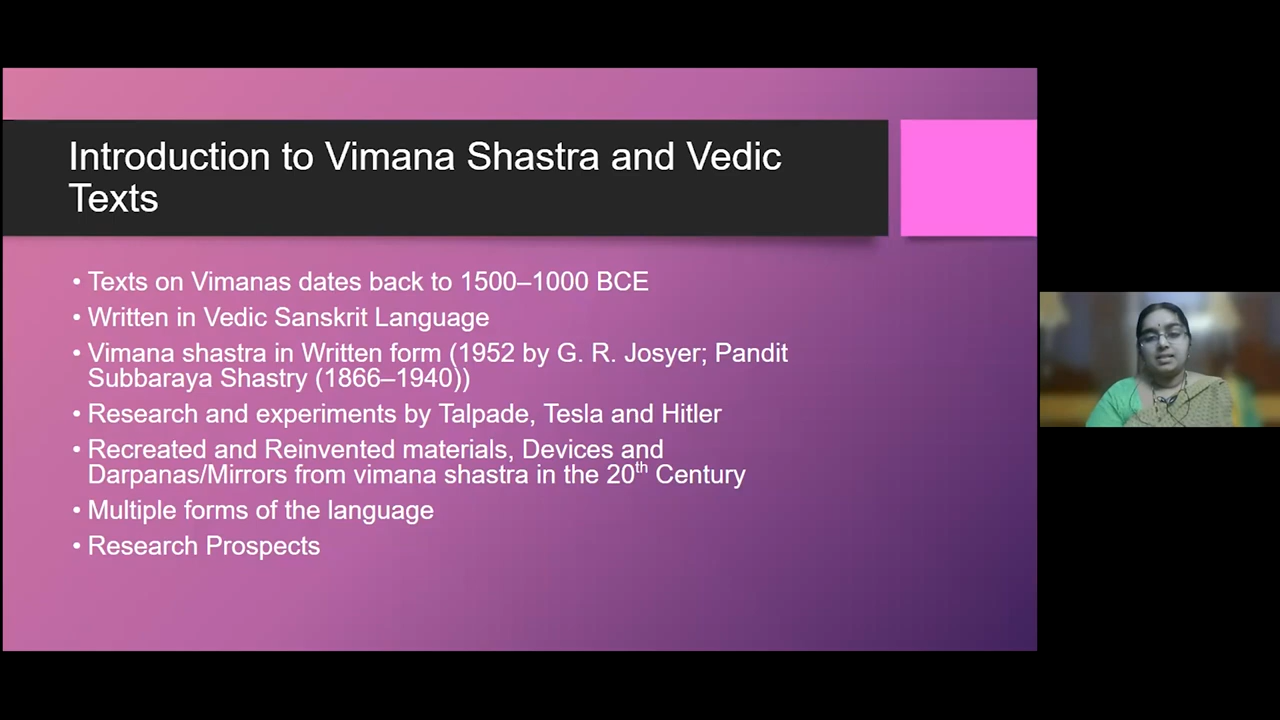 Introduction to Vimana Shastra and Vedic
Texts
• Texts on Vimanas dates back to 1500–1000 BCE
• Written in Vedic Sanskrit Language
• Vimana shastra in Written form (1952 by G. R. Josyer; Pandit
Subbaraya Shastry (1866–1940))
• Research and experiments by Talpade, Tesla and Hitler
• Recreated and Reinvented materials, Devices and
Darpanas/Mirrors from vimana shastra in the 20th Century
• Multiple forms of the language
• Research Prospects